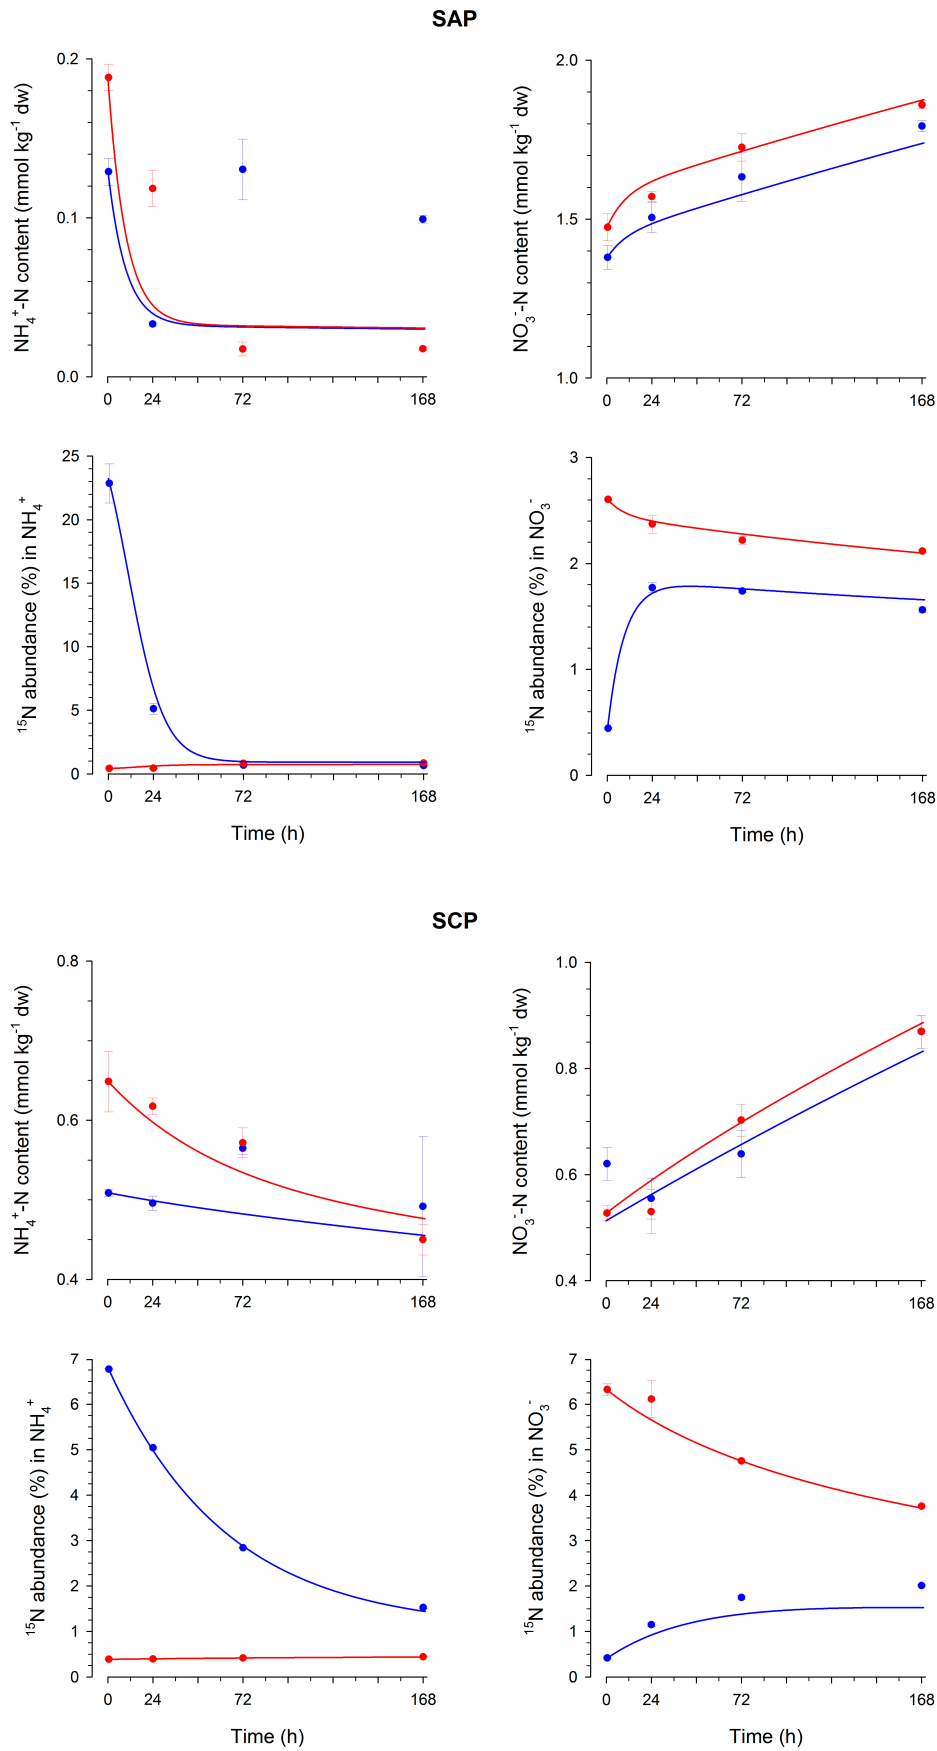 SAP
NH₄⁺-N content (mmol kg⁻¹ dw)
0.2
0.1
0.0
0 24 72 168
NO₃⁻-N content (mmol kg⁻¹ dw)
2.0
1.5
1.0
0 24 72 168
¹⁵N abundance (%) in NH₄⁺
25
20
15
10
5
0
0 24 72 168
Time (h)
¹⁵N abundance (%) in NO₃⁻
3
2
1
0
0 24 72 168
Time (h)
SCP
NH₄⁺-N content (mmol kg⁻¹ dw)
0.8
0.6
0.4
0 24 72 168
NO₃⁻-N content (mmol kg⁻¹ dw)
1.0
0.8
0.6
0.4
0 24 72 168
¹⁵N abundance (%) in NH₄⁺
7
6
5
4
3
2
1
0
0 24 72 168
Time (h)
¹⁵N abundance (%) in NO₃⁻
7
6
5
4
3
2
1
0
0 24 72 168
Time (h)